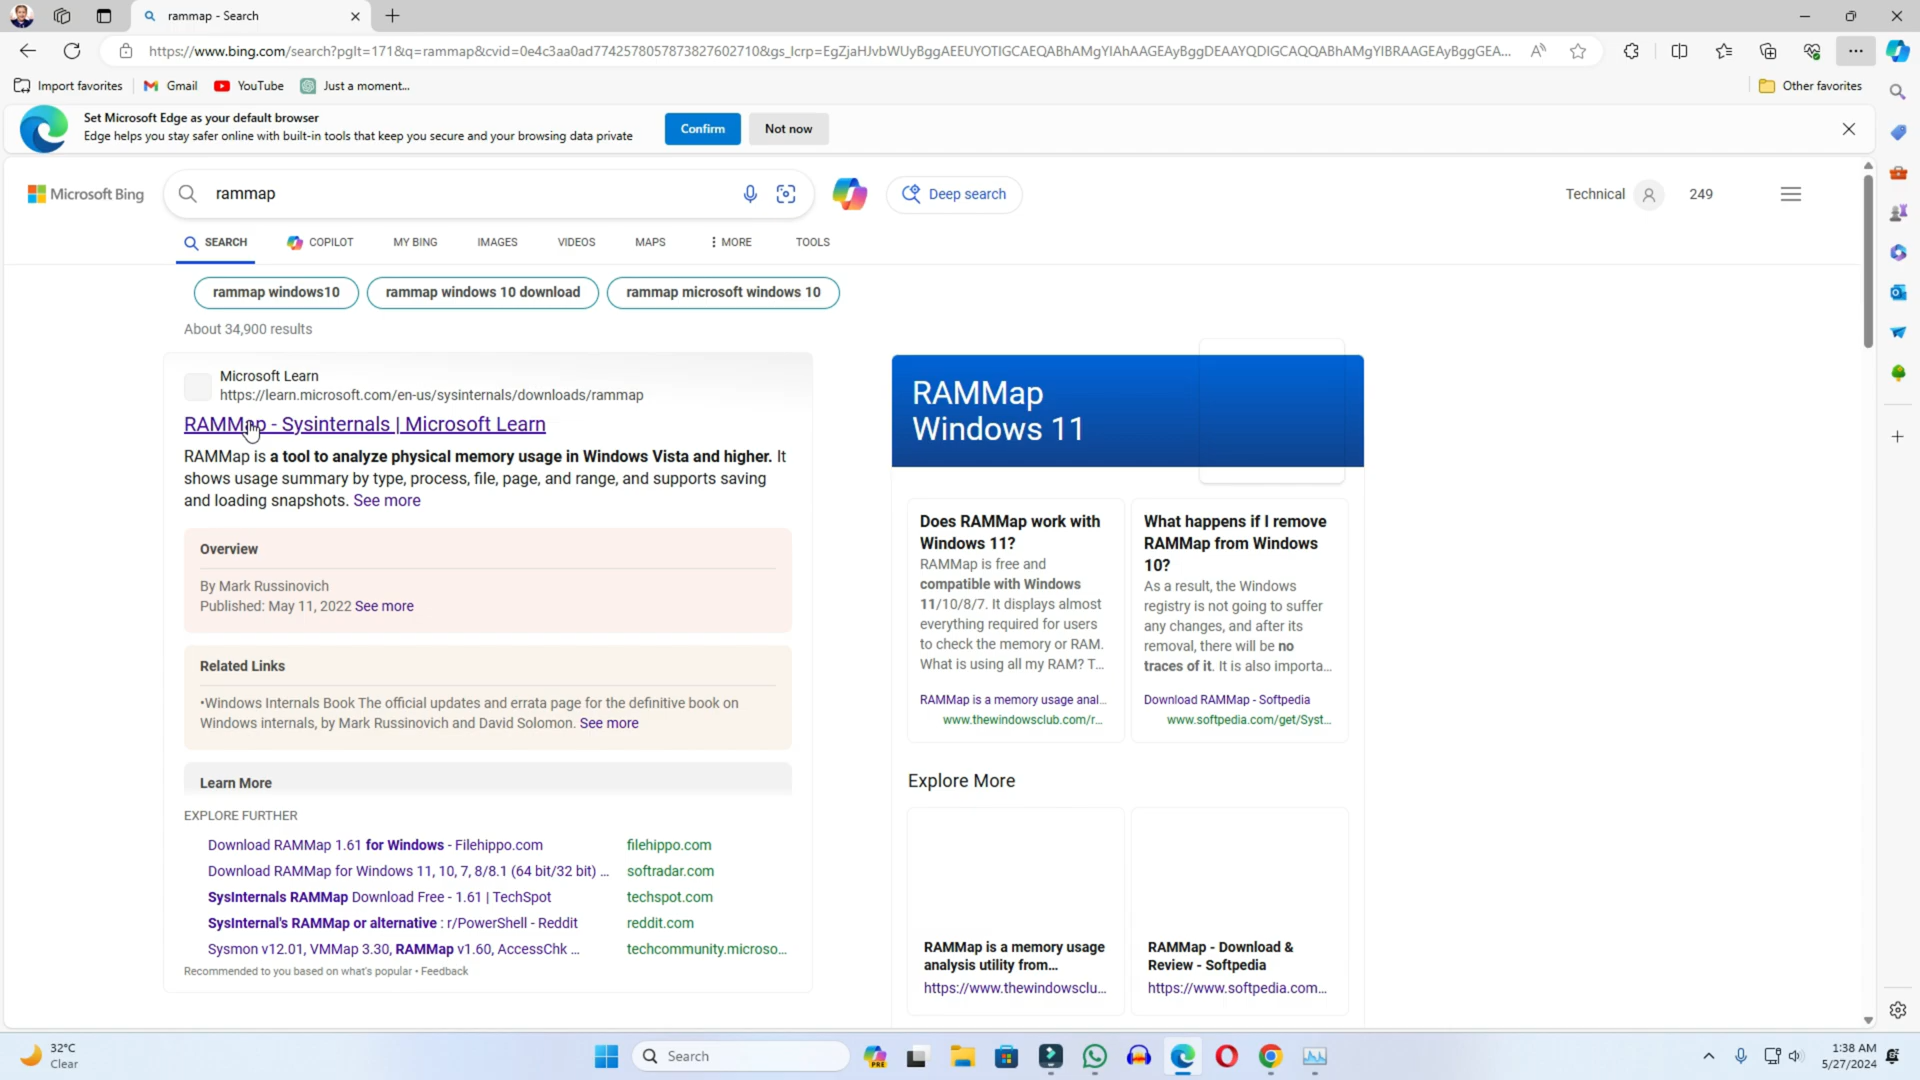 rammap - Search
https://www.bing.com/search?pglt=171&q=rammap&cvid=0e4c3aa0ad7742578057873827602710&gs_lcrp=EgZjaHJvbWUyBggAEEUYOTIGCAEQABhAMgYIAhAAGEAyBggDEAAYQDIGCAQQABhAMgYIBRAAGEAyBggGEA...
Import favorites
Gmail
YouTube
Just a moment...
Other favorites
Set Microsoft Edge as your default browser
Edge helps you stay safer online with built-in tools that keep you secure and your browsing data private
Confirm
Not now
Microsoft Bing
rammap
Deep search
Technical
249
SEARCH
COPILOT
MY BING
IMAGES
VIDEOS
MAPS
MORE
TOOLS
rammap windows10
rammap windows 10 download
rammap microsoft windows 10
About 34,900 results
Microsoft Learn
https://learn.microsoft.com/en-us/sysinternals/downloads/rammap
RAMMap - Sysinternals | Microsoft Learn
RAMMap is a tool to analyze physical memory usage in Windows Vista and higher. It
shows usage summary by type, process, file, page, and range, and supports saving
and loading snapshots. See more
Overview
By Mark Russinovich
Published: May 11, 2022 See more
Related Links
•Windows Internals Book The official updates and errata page for the definitive book on
Windows internals, by Mark Russinovich and David Solomon. See more
Learn More
EXPLORE FURTHER
Download RAMMap 1.61 for Windows - Filehippo.com
filehippo.com
Download RAMMap for Windows 11, 10, 7, 8/8.1 (64 bit/32 bit) ...
softradar.com
SysInternals RAMMap Download Free - 1.61 | TechSpot
techspot.com
SysInternal's RAMMap or alternative : r/PowerShell - Reddit
reddit.com
Sysmon v12.01, VMMap 3.30, RAMMap v1.60, AccessChk ...
techcommunity.microso...
Recommended to you based on what's popular • Feedback
RAMMap
Windows 11
Does RAMMap work with
Windows 11?
RAMMap is free and
compatible with Windows
11/10/8/7. It displays almost
everything required for users
to check the memory or RAM.
What is using all my RAM? T...
RAMMap is a memory usage anal...
www.thewindowsclub.com/r...
What happens if I remove
RAMMap from Windows
10?
As a result, the Windows
registry is not going to suffer
any changes, and after its
removal, there will be no
traces of it. It is also importa...
Download RAMMap - Softpedia
www.softpedia.com/get/Syst...
Explore More
RAMMap is a memory usage
analysis utility from...
https://www.thewindowsclu...
RAMMap - Download &
Review - Softpedia
https://www.softpedia.com...
32°C
Clear
Search
PRE
1:38 AM
5/27/2024